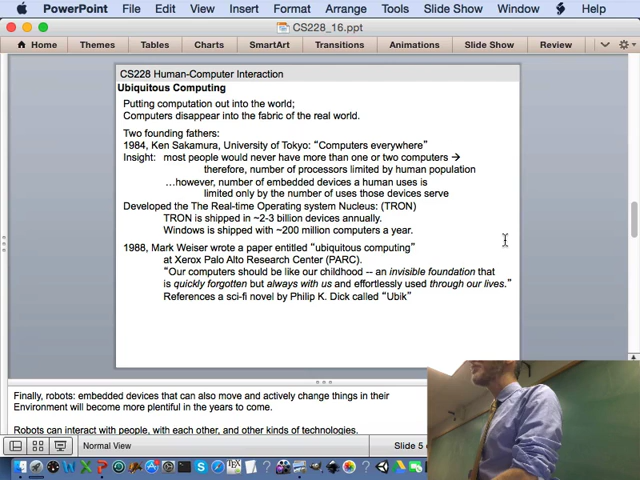 PowerPoint File Edit View Insert Format Arrange Tools Slide Show Window Help
CS228_16.ppt
Home Themes Tables Charts SmartArt Transitions Animations Slide Show Review
CS228 Human-Computer Interaction
Ubiquitous Computing
Putting computation out into the world;
Computers disappear into the fabric of the real world.
Two founding fathers:
1984, Ken Sakamura, University of Tokyo: “Computers everywhere”
Insight: most people would never have more than one or two computers →
therefore, number of processors limited by human population
…however, number of embedded devices a human uses is
limited only by the number of uses those devices serve
Developed the The Real-time Operating system Nucleus: (TRON)
TRON is shipped in ~2-3 billion devices annually.
Windows is shipped with ~200 million computers a year.
1988, Mark Weiser wrote a paper entitled “ubiquitous computing”
at Xerox Palo Alto Research Center (PARC).
“Our computers should be like our childhood -- an invisible foundation that
is quickly forgotten but always with us and effortlessly used through our lives.”
References a sci-fi novel by Philip K. Dick called “Ubik”
Finally, robots: embedded devices that can also move and actively change things in their
Environment will become more plentiful in the years to come.
Robots can interact with people, with each other, and other kinds of technologies.
Normal View Slide 5